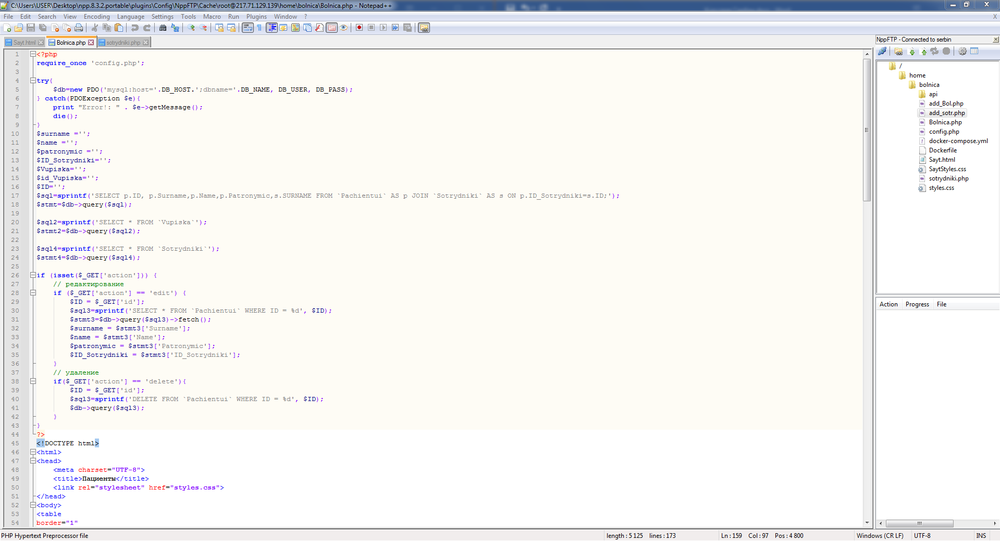 C:\Users\USER\Desktop\npp.8.3.2.portable\plugins\Config\NppFTP\Cache\root@217.71.129.139\home\bolnica\Bolnica.php - Notepad++
File Edit Search View Encoding Language Settings Tools Macro Run Plugins Window ? X
Sayt.html Bolnica.php sotrydniki.php
1 <?php
2 require_once 'config.php';
3
4 try{
5 $db=new PDO('mysql:host='.DB_HOST.';dbname='.DB_NAME, DB_USER, DB_PASS);
6 } catch(PDOException $e){
7 print "Error!: " . $e->getMessage();
8 die();
9 }
10 $surname ='';
11 $name ='';
12 $patronymic ='';
13 $ID_Sotrydniki='';
14 $Vupiska='';
15 $id_Vupiska='';
16 $ID='';
17 $sql=sprintf('SELECT p.ID, p.Surname,p.Name,p.Patronymic,s.SURNAME FROM `Pachientui` AS p JOIN `Sotrydniki` AS s ON p.ID_Sotrydniki=s.ID;');
18 $stmt=$db->query($sql);
19
20 $sql2=sprintf('SELECT * FROM `Vupiska`');
21 $stmt2=$db->query($sql2);
22
23 $sql4=sprintf('SELECT * FROM `Sotrydniki`');
24 $stmt4=$db->query($sql4);
25
26 if (isset($_GET['action'])) {
27 // редактирование
28 if ($_GET['action'] == 'edit') {
29 $ID = $_GET['id'];
30 $sql3=sprintf('SELECT * FROM `Pachientui` WHERE ID = %d', $ID);
31 $stmt3=$db->query($sql3)->fetch();
32 $surname = $stmt3['Surname'];
33 $name = $stmt3['Name'];
34 $patronymic = $stmt3['Patronymic'];
35 $ID_Sotrydniki = $stmt3['ID_Sotrydniki'];
36 }
37 // удаление
38 if($_GET['action'] == 'delete'){
39 $ID = $_GET['id'];
40 $sql3=sprintf('DELETE FROM `Pachientui` WHERE ID = %d', $ID);
41 $db->query($sql3);
42 }
43 }
44 ?>
45 <!DOCTYPE html>
46 <html>
47 <head>
48 <meta charset="UTF-8">
49 <title>Пациенты</title>
50 <link rel="stylesheet" href="styles.css">
51 </head>
52 <body>
53 <table
54 border="1"
NppFTP - Connected to serbin
/
home
bolnica
api
add_Bol.php
add_sotr.php
Bolnica.php
config.php
docker-compose.yml
Dockerfile
Sayt.html
SaytStyles.css
sotrydniki.php
styles.css
Action Progress File
PHP Hypertext Preprocessor file length : 5 125 lines : 173 Ln : 159 Col : 97 Pos : 4 800 Windows (CR LF) UTF-8 INS